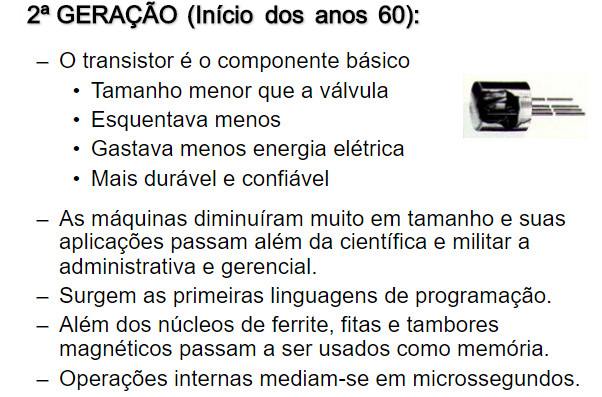 2ª GERAÇÃO (Início dos anos 60):
– O transistor é o componente básico
• Tamanho menor que a válvula
• Esquentava menos
• Gastava menos energia elétrica
• Mais durável e confiável
– As máquinas diminuíram muito em tamanho e suas
aplicações passam além da científica e militar a
administrativa e gerencial.
– Surgem as primeiras linguagens de programação.
– Além dos núcleos de ferrite, fitas e tambores
magnéticos passam a ser usados como memória.
– Operações internas mediam-se em microssegundos.